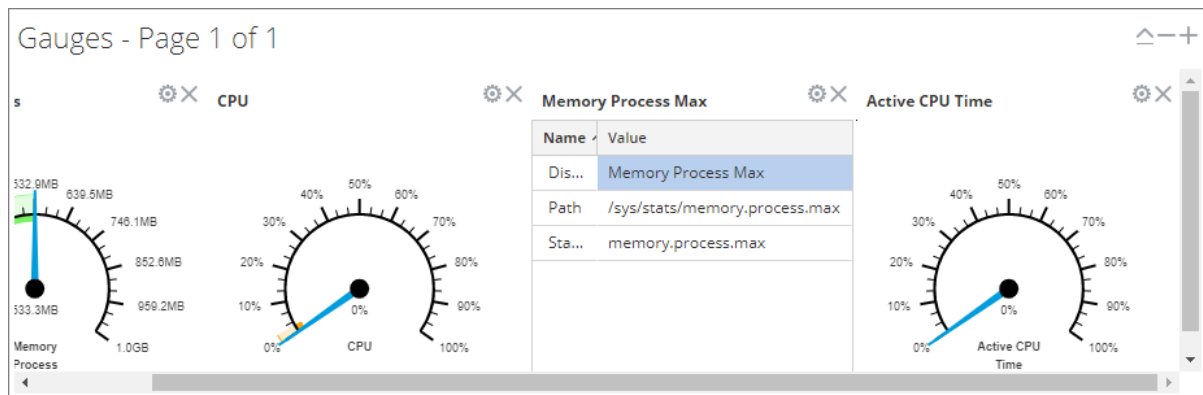 Gauges - Page 1 of 1
s
532.9MB
639.5MB
746.1MB
852.6MB
959.2MB
1.0GB
533.3MB
Memory
Process
CPU
0%
10%
20%
30%
40%
50%
60%
70%
80%
90%
100%
0%
CPU
Memory Process Max
Name Value
Dis... Memory Process Max
Path /sys/stats/memory.process.max
Sta... memory.process.max
Active CPU Time
0%
10%
20%
30%
40%
50%
60%
70%
80%
90%
100%
0%
Active CPU
Time